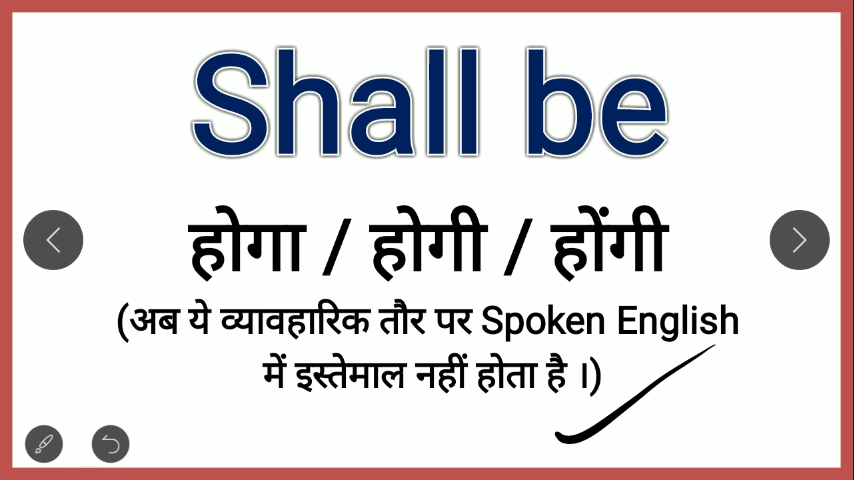 Shall be
होगा / होगी / होंगी
(अब ये व्यावहारिक तौर पर Spoken English
में इस्तेमाल नहीं होता है ।)